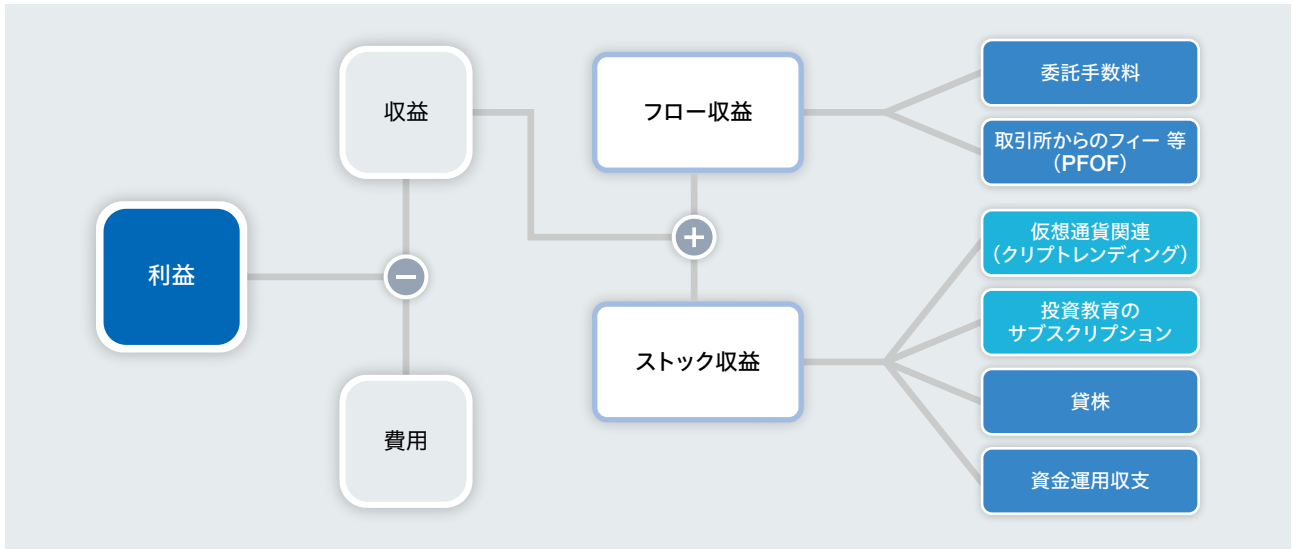 利益
収益
費用
フロー収益
ストック収益
委託手数料
取引所からのフィー 等
（PFOF）
仮想通貨関連
（クリプトレンディング）
投資教育の
サブスクリプション
貸株
資金運用収支